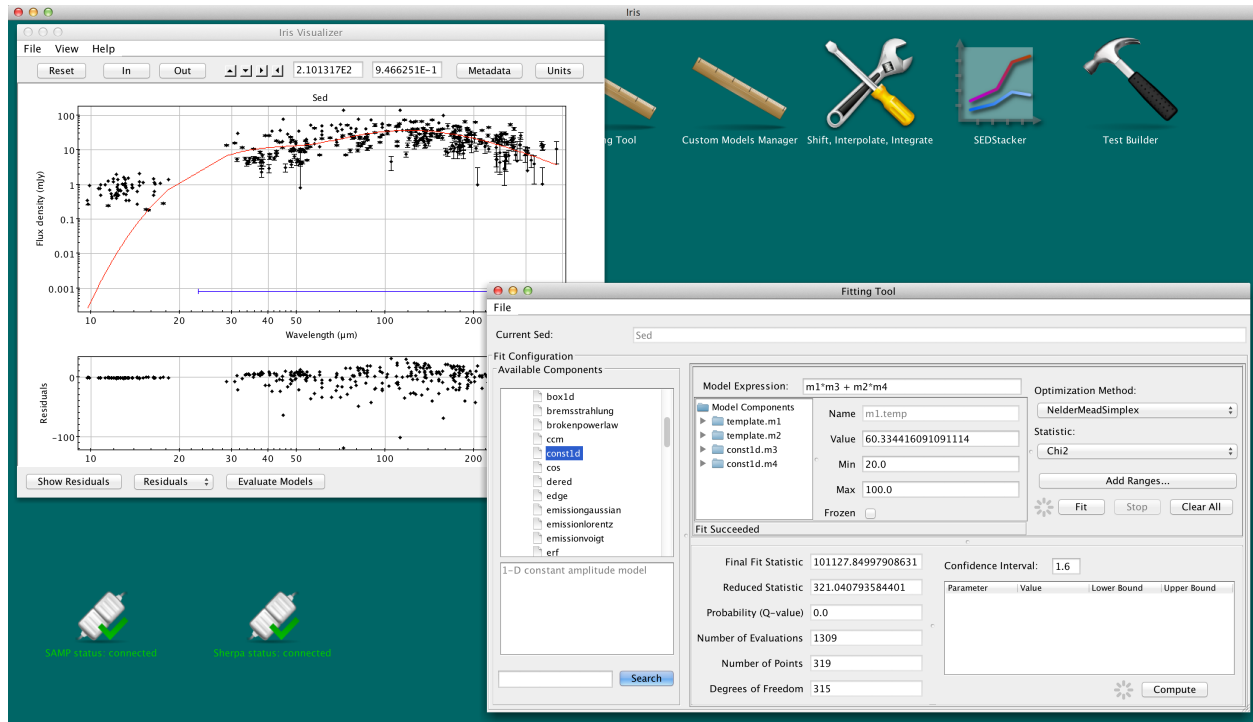 Iris
Iris Visualizer
File View Help
Reset In Out 2.101317E2 9.466251E-1 Metadata Units
Sed
100
10
1
0.1
0.01
0.001
Flux density (mJy)
10 20 30 40 50 100 200
Wavelength (μm)
0
-100
Residuals
10 20 30 40 50 100 200
Show Residuals Residuals Evaluate Models
ng Tool
Custom Models Manager
Shift, Interpolate, Integrate
SEDStacker
Test Builder
SAMP status: connected
Sherpa status: connected
Fitting Tool
File
Current Sed: Sed
Fit Configuration
Available Components
box1d
bremsstrahlung
brokenpowerlaw
ccm
const1d
cos
dered
edge
emissiongaussian
emissionlorentz
emissionvoigt
erf
1-D constant amplitude model
Search
Model Expression: m1*m3 + m2*m4
Model Components
template.m1
template.m2
const1d.m3
const1d.m4
Name m1.temp
Value 60.334416091091114
Min 20.0
Max 100.0
Frozen
Fit Succeeded
Optimization Method:
NelderMeadSimplex
Statistic:
Chi2
Add Ranges...
Fit Stop Clear All
Final Fit Statistic 101127.84997908631
Reduced Statistic 321.040793584401
Probability (Q-value) 0.0
Number of Evaluations 1309
Number of Points 319
Degrees of Freedom 315
Confidence Interval: 1.6
Parameter Value Lower Bound Upper Bound
Compute